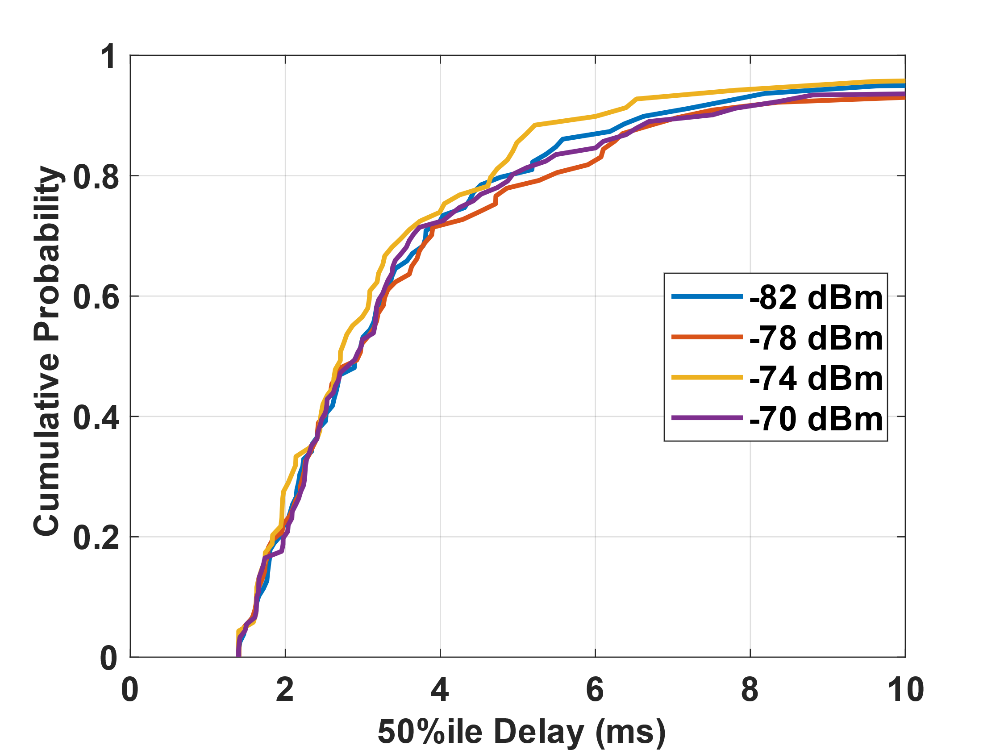 1
0.8
0.6
0.4
0.2
0
Cumulative Probability
-82 dBm
-78 dBm
-74 dBm
-70 dBm
0 2 4 6 8 10
50%ile Delay (ms)